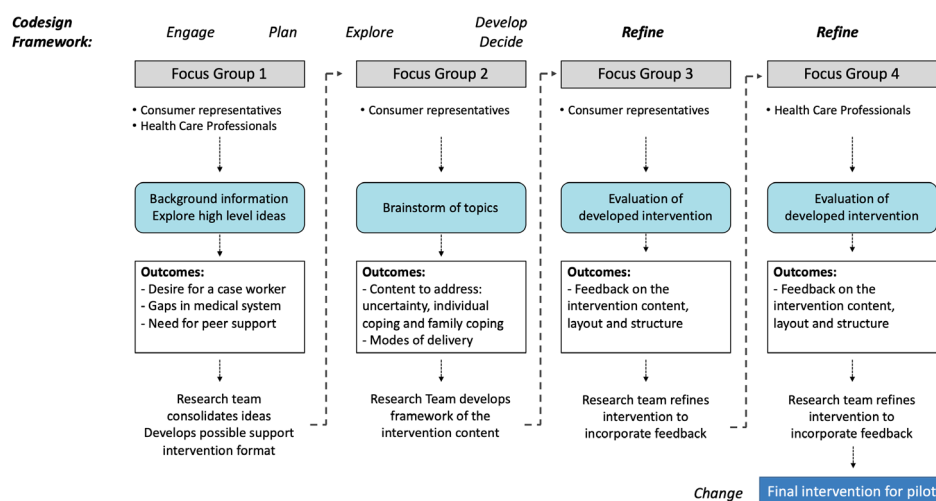 Codesign
Framework:
Engage
Plan
Explore
Develop
Decide
Refine
Refine
Focus Group 1
• Consumer representatives
• Health Care Professionals
Background information
Explore high level ideas
Outcomes:
- Desire for a case worker
- Gaps in medical system
- Need for peer support
Research team
consolidates ideas
Develops possible support
intervention format
Focus Group 2
• Consumer representatives
Brainstorm of topics
Outcomes:
- Content to address:
uncertainty, individual
coping and family coping
- Modes of delivery
Research Team develops
framework of the
intervention content
Focus Group 3
• Consumer representatives
Evaluation of
developed intervention
Outcomes:
- Feedback on the
intervention content,
layout and structure
Research team refines
intervention to
incorporate feedback
Focus Group 4
• Health Care Professionals
Evaluation of
developed intervention
Outcomes:
- Feedback on the
intervention content,
layout and structure
Research team refines
intervention to
incorporate feedback
Change
Final intervention for pilot